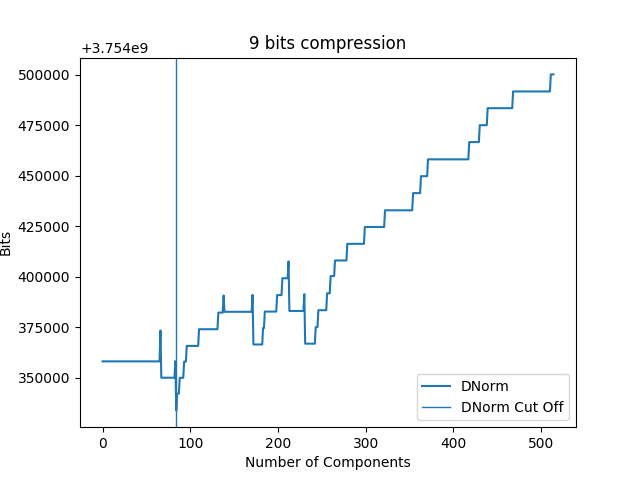 9 bits compression
+3.754e9
500000
475000
450000
425000
400000
375000
350000
Bits
0 100 200 300 400 500
Number of Components
DNorm
DNorm Cut Off